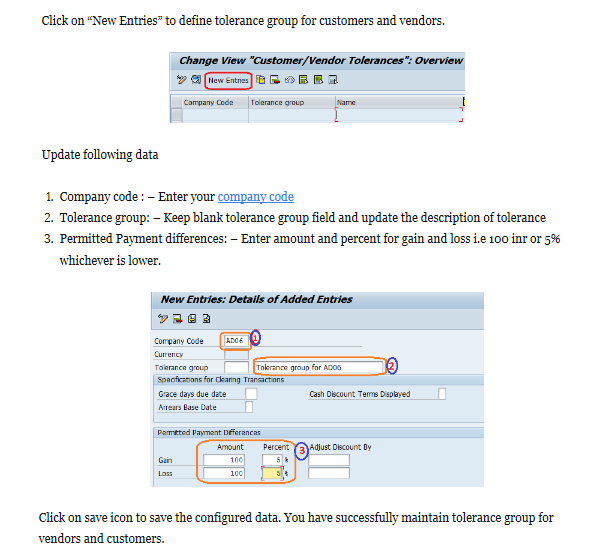 Click on “New Entries” to define tolerance group for customers and vendors.
Change View "Customer/Vendor Tolerances": Overview
New Entries
Company Code Tolerance group Name
Update following data
1. Company code : – Enter your company code
2. Tolerance group: – Keep blank tolerance group field and update the description of tolerance
3. Permitted Payment differences: – Enter amount and percent for gain and loss i.e 100 inr or 5%
whichever is lower.
New Entries: Details of Added Entries
Company Code AD06 1
Currency
Tolerance group Tolerance group for AD06 2
Specifications for Clearing Transactions
Grace days due date Cash Discount Terms Displayed
Arrears Base Date
Permitted Payment Differences
Amount Percent 3 Adjust Discount By
Gain 100 5 %
Loss 100 5 %
Click on save icon to save the configured data. You have successfully maintain tolerance group for
vendors and customers.